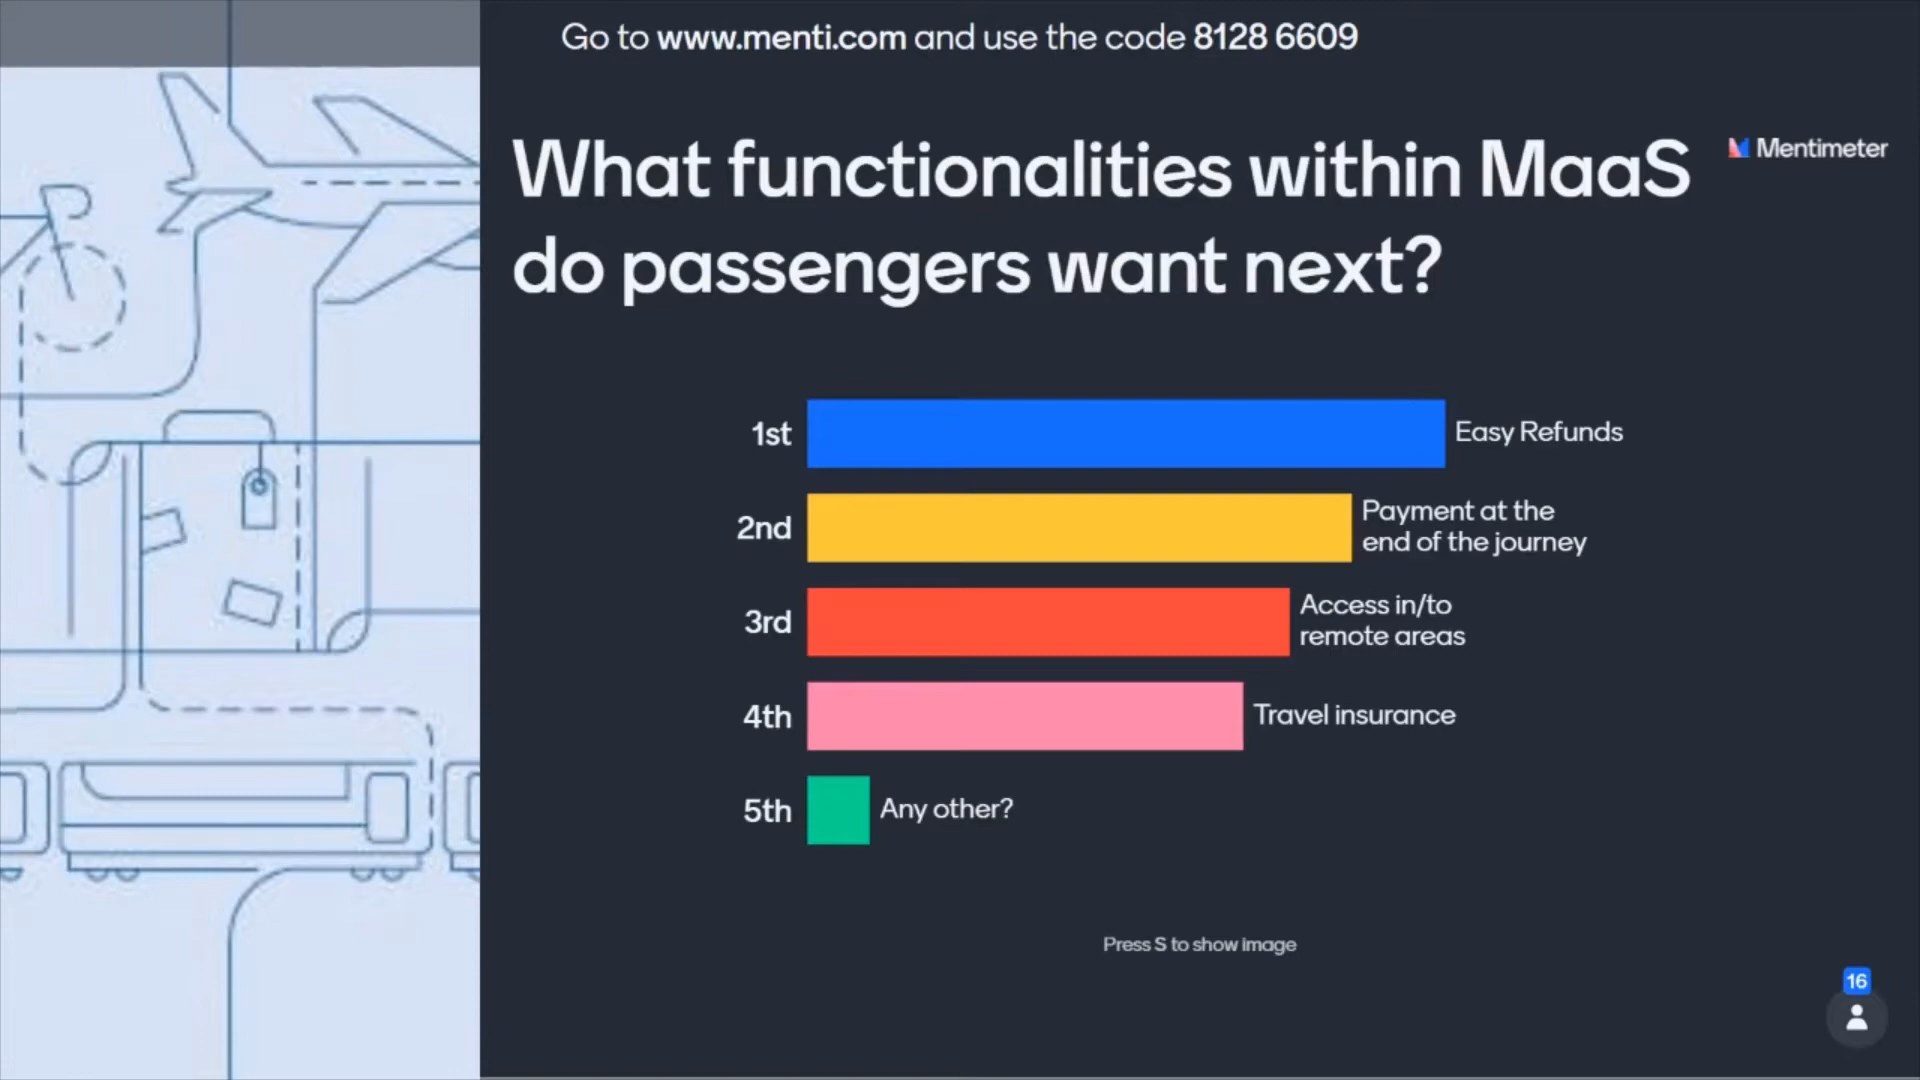 Go to www.menti.com and use the code 8128 6609
What functionalities within MaaS
do passengers want next?
Mentimeter
1st
Easy Refunds
2nd
Payment at the
end of the journey
3rd
Access in/to
remote areas
4th
Travel insurance
5th
Any other?
Press S to show image
16